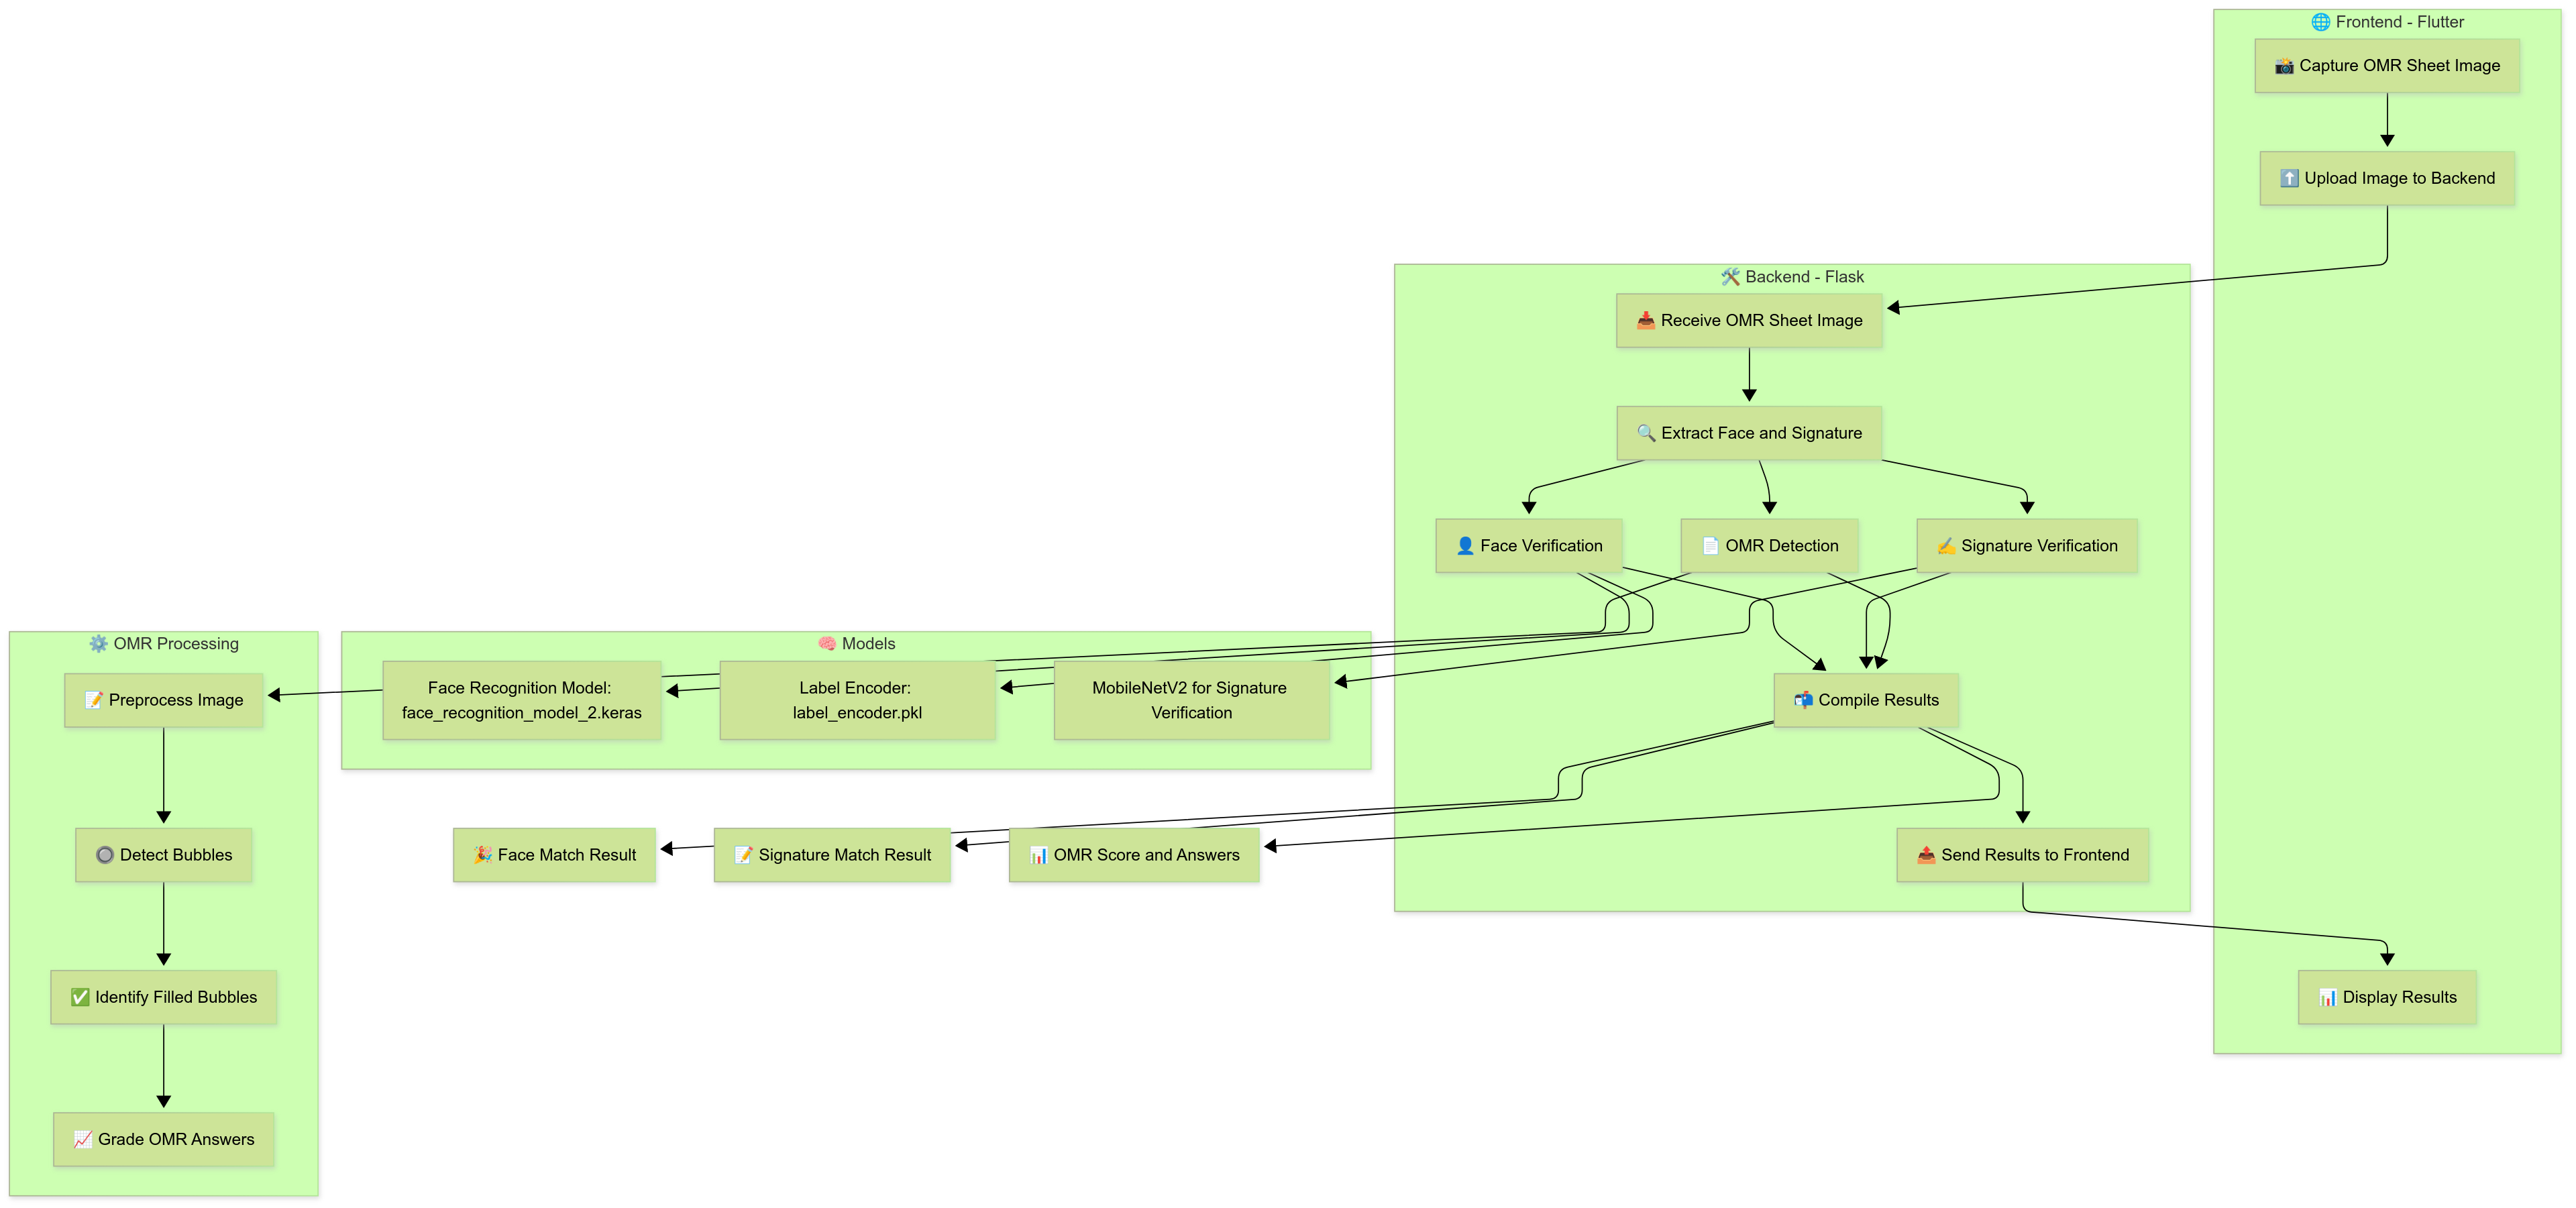 🌐 Frontend - Flutter
📸 Capture OMR Sheet Image
⬆️ Upload Image to Backend
🛠️ Backend - Flask
📥 Receive OMR Sheet Image
🔍 Extract Face and Signature
👤 Face Verification
📄 OMR Detection
✍️ Signature Verification
⚙️ OMR Processing
🧠 Models
📝 Preprocess Image
Face Recognition Model:
face_recognition_model_2.keras
Label Encoder:
label_encoder.pkl
MobileNetV2 for Signature
Verification
📬 Compile Results
🔘 Detect Bubbles
🎉 Face Match Result
📝 Signature Match Result
📊 OMR Score and Answers
📤 Send Results to Frontend
✅ Identify Filled Bubbles
📊 Display Results
📈 Grade OMR Answers